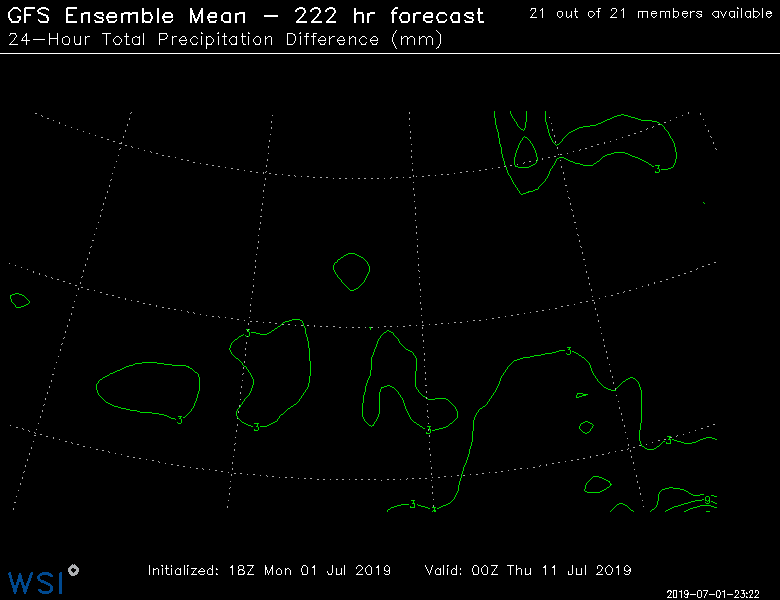 GFS Ensemble Mean – 222 hr forecast
21 out of 21 members available
24–Hour Total Precipitation Difference (mm)
3
3
3
3
3
3
3
3
3
9
Initialized: 18Z Mon 01 Jul 2019
Valid: 00Z Thu 11 Jul 2019
WSI
2019-07-01-23:22